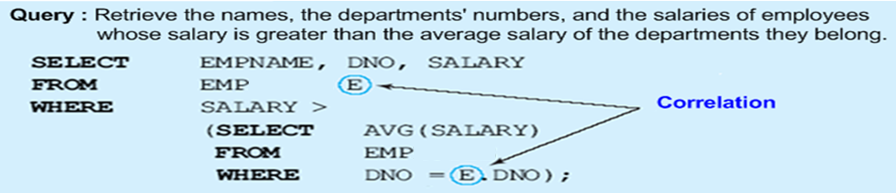 Query : Retrieve the names, the departments' numbers, and the salaries of employees
whose salary is greater than the average salary of the departments they belong.
SELECT EMPNAME, DNO, SALARY
FROM EMP E
WHERE SALARY >
Correlation
(SELECT AVG(SALARY)
FROM EMP
WHERE DNO = E.DNO);